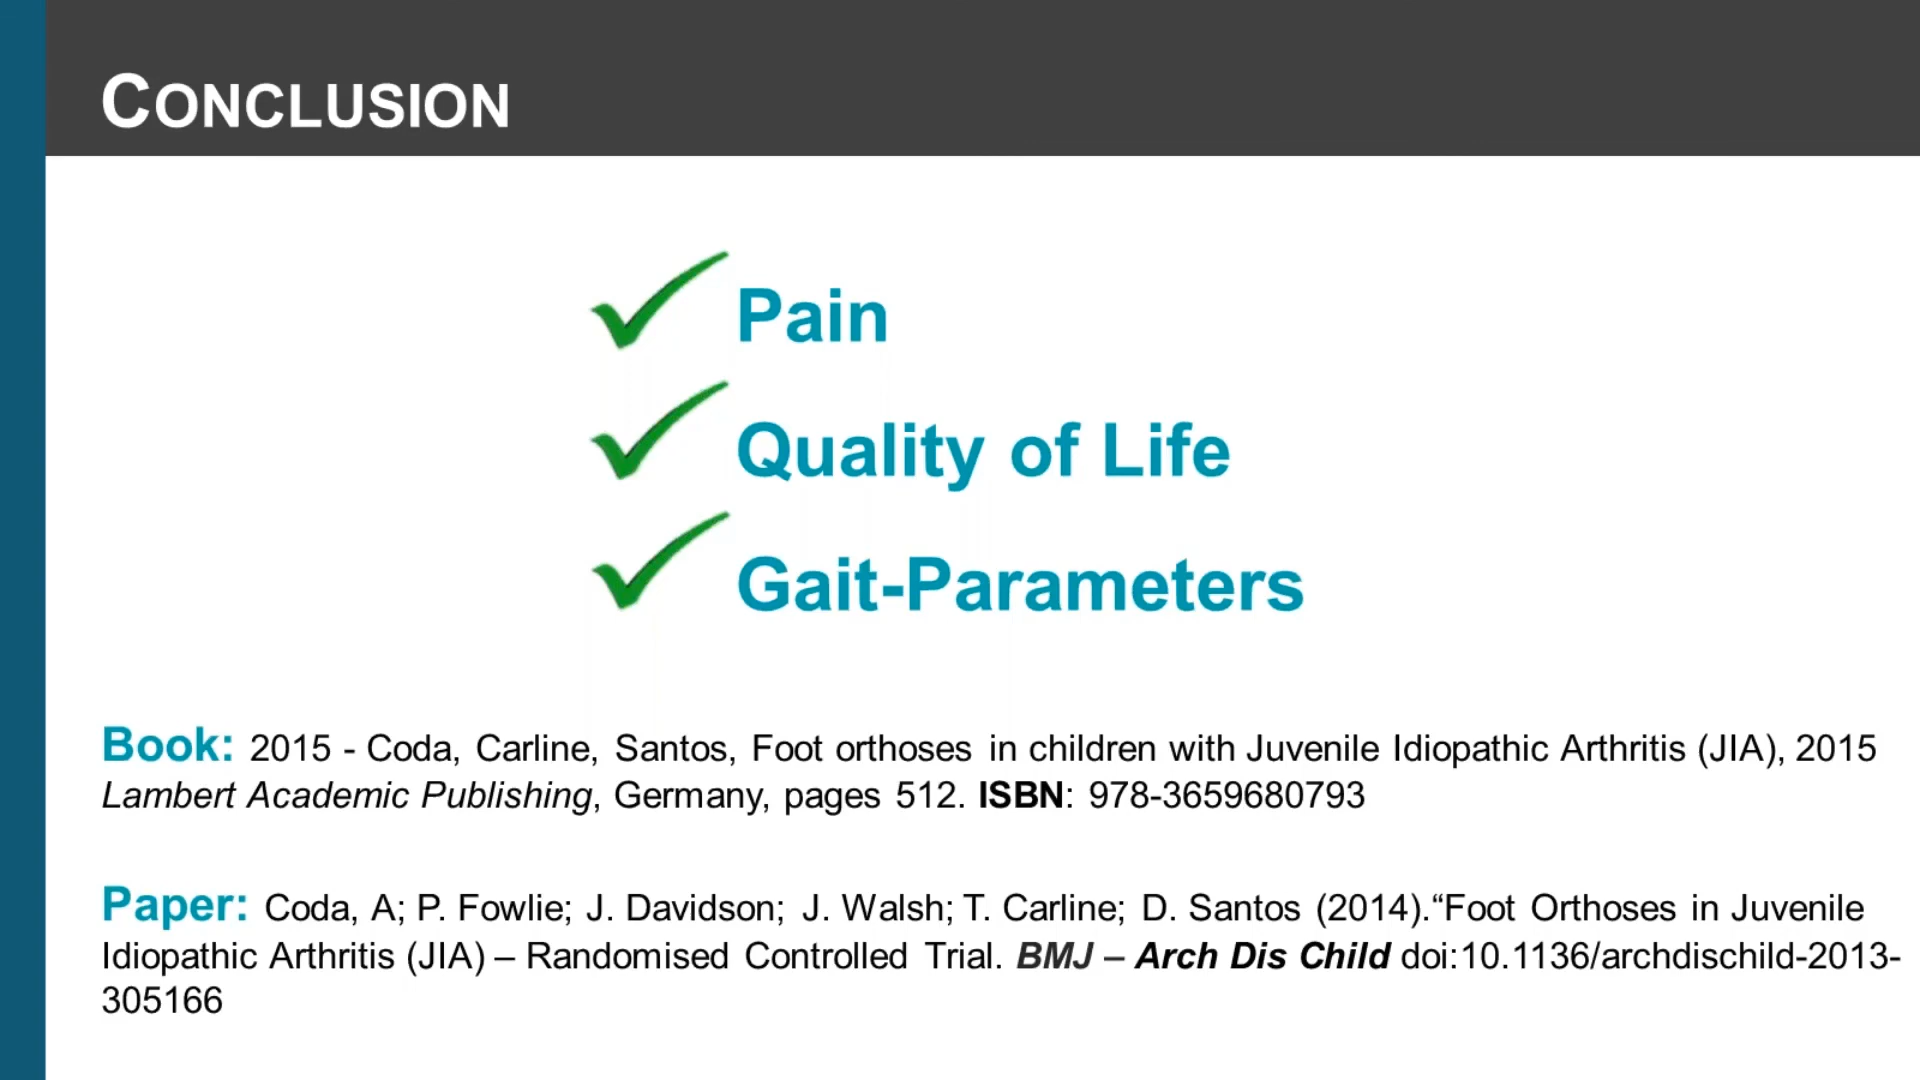 CONCLUSION
Pain
Quality of Life
Gait-Parameters
Book: 2015 - Coda, Carline, Santos, Foot orthoses in children with Juvenile Idiopathic Arthritis (JIA), 2015
Lambert Academic Publishing, Germany, pages 512. ISBN: 978-3659680793
Paper: Coda, A; P. Fowlie; J. Davidson; J. Walsh; T. Carline; D. Santos (2014).“Foot Orthoses in Juvenile
Idiopathic Arthritis (JIA) – Randomised Controlled Trial. BMJ – Arch Dis Child doi:10.1136/archdischild-2013-
305166